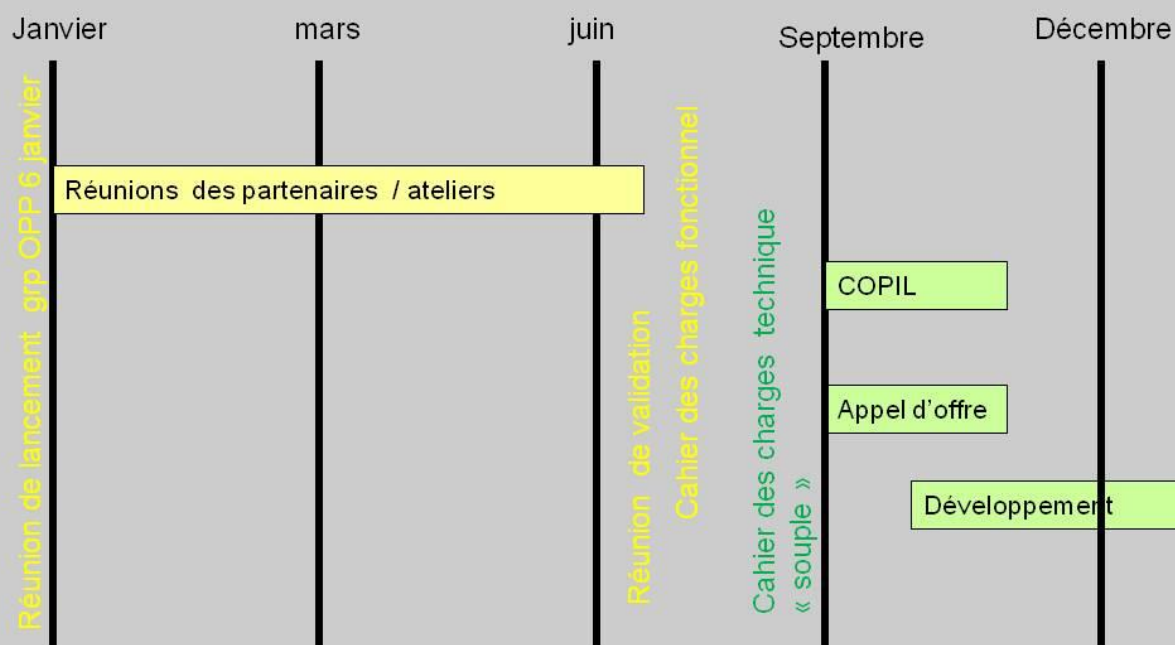 Janvier
mars
juin
Septembre
Décembre
Réunion de lancement grp OPP 6 janvier
Réunions des partenaires / ateliers
Réunion de validation
Cahier des charges fonctionnel
Cahier des charges technique
« souple »
COPIL
Appel d’offre
Développement